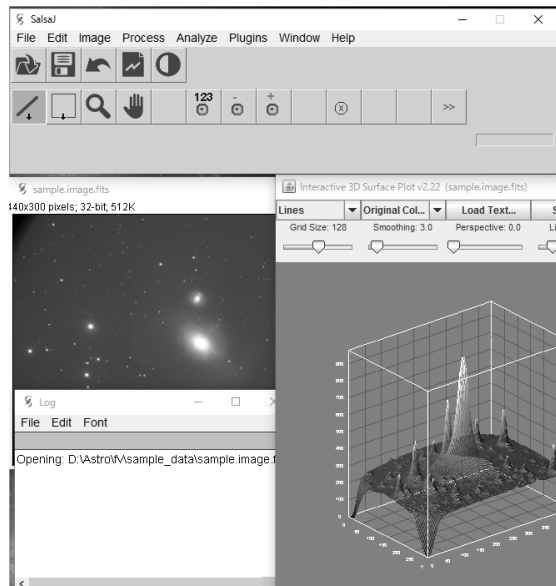 SalsaJ
File Edit Image Process Analyze Plugins Window Help
123
>>
sample.image.fits
440x300 pixels; 32-bit; 512K
Interactive 3D Surface Plot v2.22 (sample.image.fits)
Lines Original Col... Load Text... S
Grid Size: 128 Smoothing: 3.0 Perspective: 0.0 Li
Log
File Edit Font
Opening: D:\Astro\fv\sample_data\sample.image.f